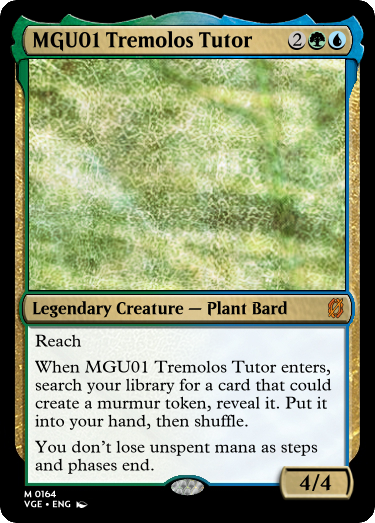 MGU01 Tremolos Tutor 2
Legendary Creature — Plant Bard
Reach
When MGU01 Tremolos Tutor enters,
search your library for a card that could
create a murmur token, reveal it. Put it
into your hand, then shuffle.
You don't lose unspent mana as steps
and phases end.
4/4
M 0164
VGE • ENG